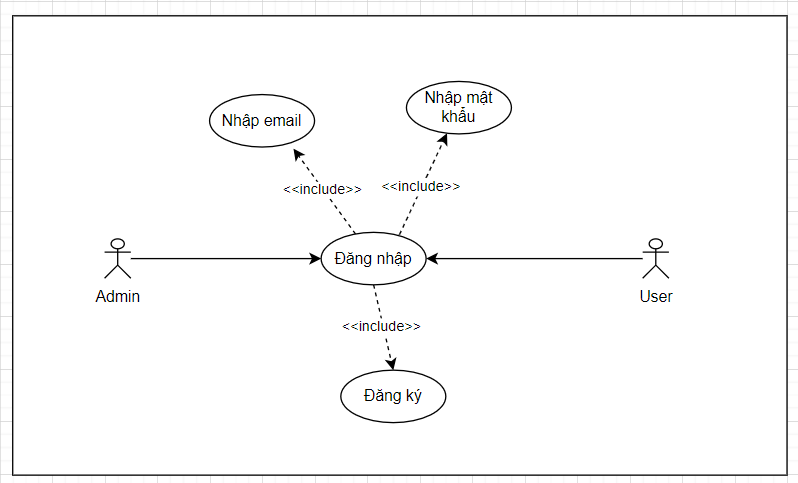 Nhập email
Nhập mật
khẩu
<<include>>
<<include>>
Đăng nhập
Admin
User
<<include>>
Đăng ký